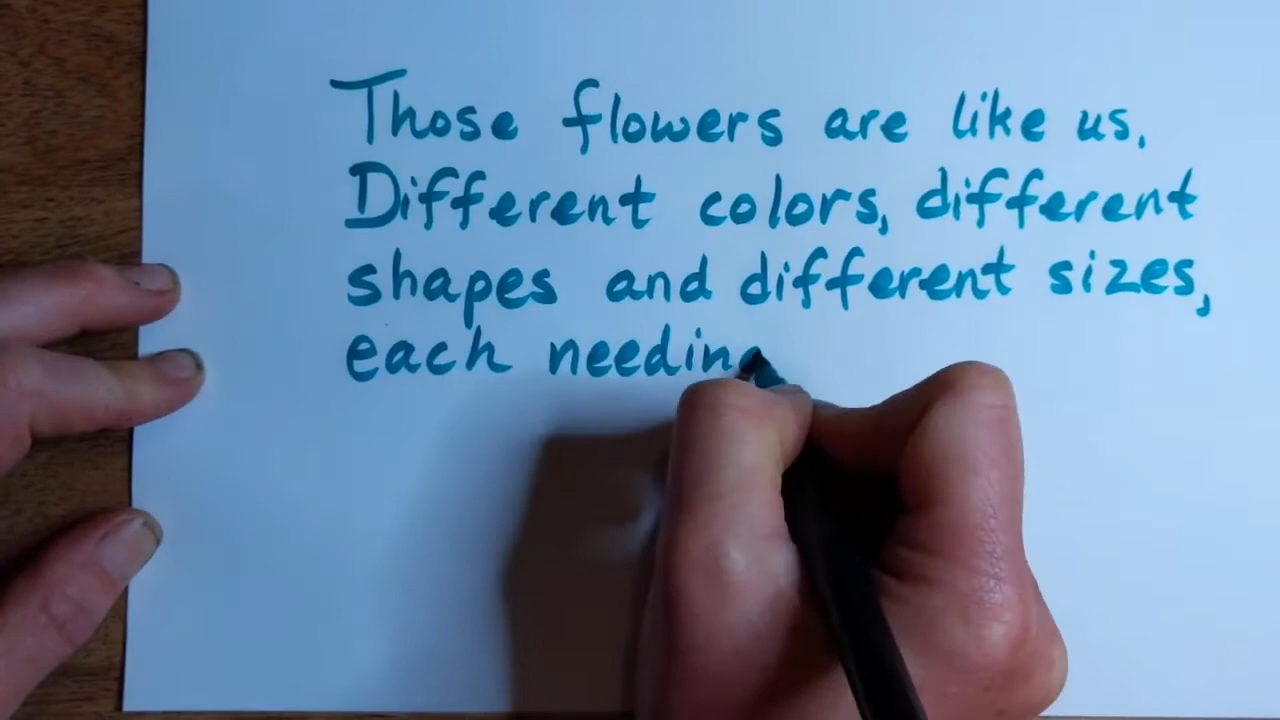 Those flowers are like us.
Different colors, different
shapes and different sizes,
each needin